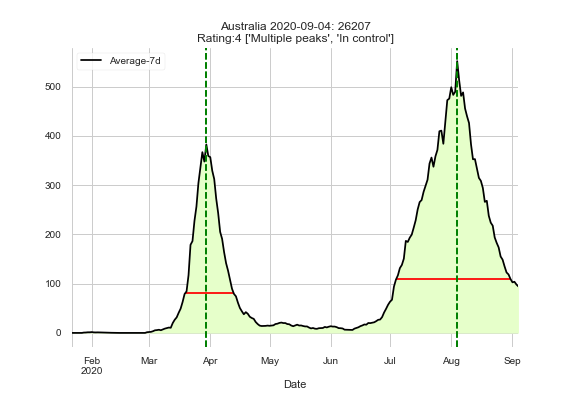 Australia 2020-09-04: 26207
Rating:4 ['Multiple peaks', 'In control']
Average-7d
500
400
300
200
100
0
Feb Mar Apr May Jun Jul Aug Sep
2020
Date